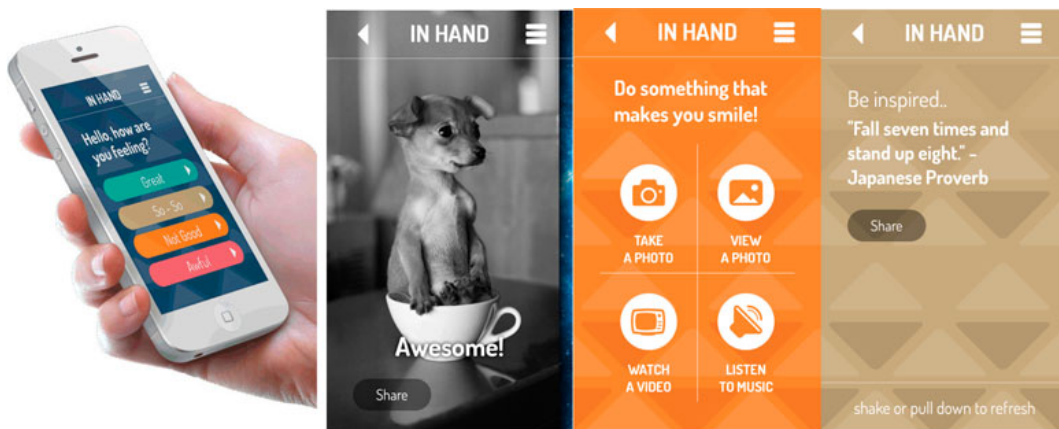 IN HAND
Hello, how are
you feeling?
Great
So - So
Not Good
Awful
IN HAND
Awesome!
Share
IN HAND
Do something that
makes you smile!
TAKE
A PHOTO
VIEW
A PHOTO
WATCH
A VIDEO
LISTEN
TO MUSIC
IN HAND
Be inspired..
"Fall seven times and
stand up eight." -
Japanese Proverb
Share
shake or pull down to refresh